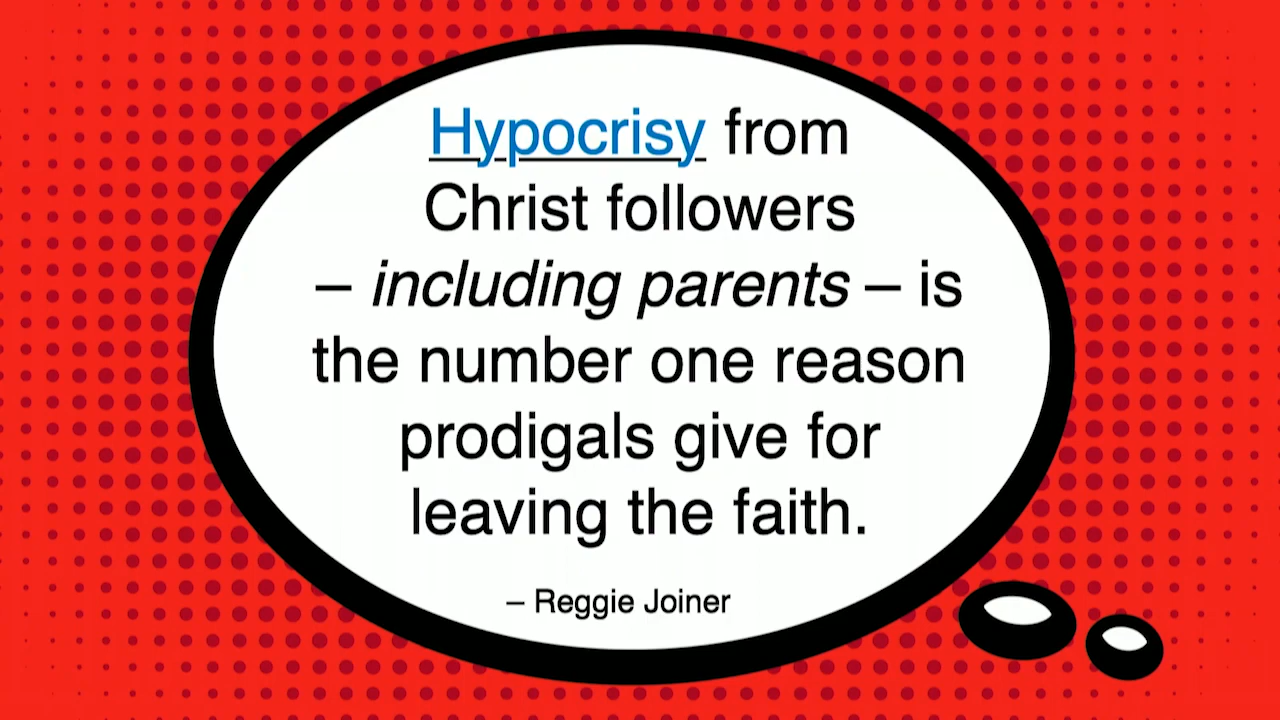 Hypocrisy from
Christ followers
– including parents – is
the number one reason
prodigals give for
leaving the faith.
– Reggie Joiner